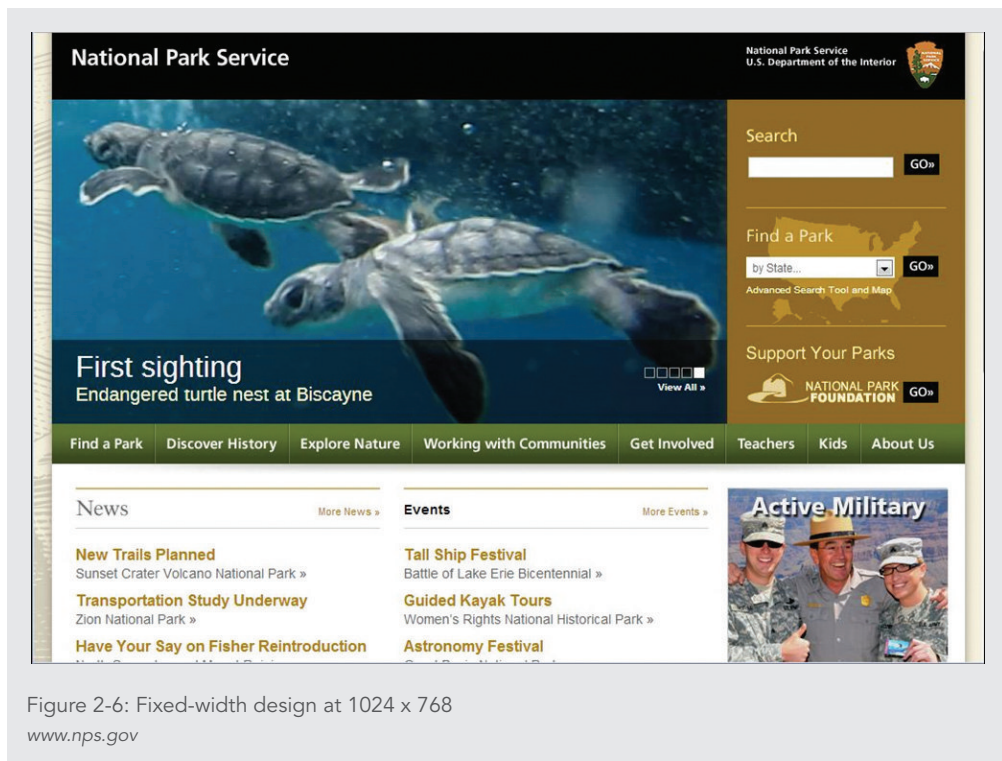 National Park Service
National Park Service
U.S. Department of the Interior
Search
GO»
Find a Park
by State...
GO»
Advanced Search Tool and Map
Support Your Parks
NATIONAL PARK
FOUNDATION
GO»
First sighting
Endangered turtle nest at Biscayne
View All »
Find a Park
Discover History
Explore Nature
Working with Communities
Get Involved
Teachers
Kids
About Us
News
More News »
New Trails Planned
Sunset Crater Volcano National Park »
Transportation Study Underway
Zion National Park »
Have Your Say on Fisher Reintroduction
Events
More Events »
Tall Ship Festival
Battle of Lake Erie Bicentennial »
Guided Kayak Tours
Women's Rights National Historical Park »
Astronomy Festival
Active Military
Figure 2-6: Fixed-width design at 1024 x 768
www.nps.gov